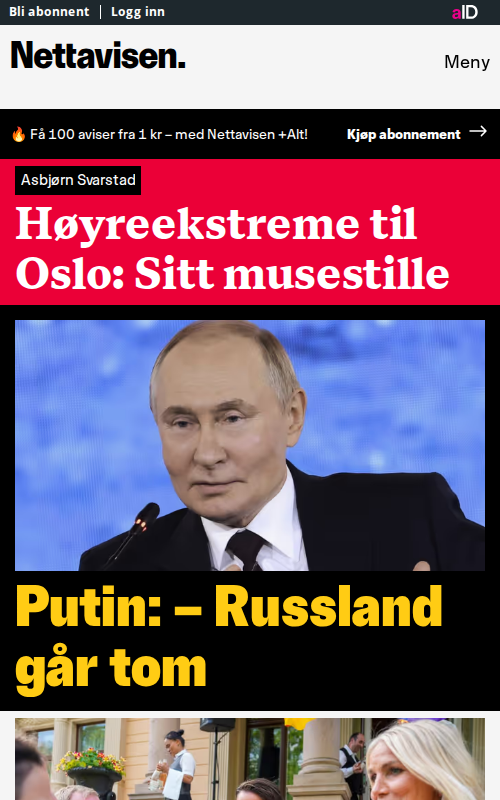 Bli abonnent | Logg inn
aID
Nettavisen.
Meny
🔥 Få 100 aviser fra 1 kr – med Nettavisen +Alt!
Kjøp abonnement →
Asbjørn Svarstad
Høyreekstreme til
Oslo: Sitt musestille
Putin: – Russland
går tom